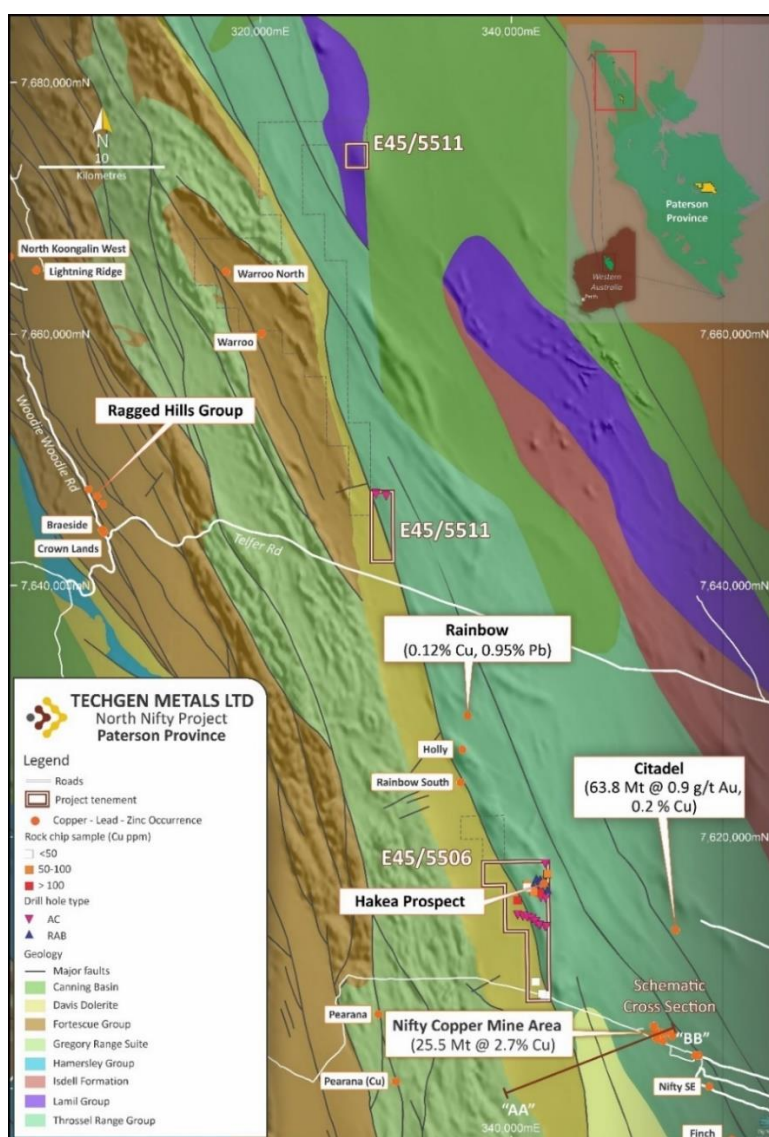 320,000mE
340,000mE
7,680,000mN
N
10
Kilometres
E45/5511
Paterson
Province
Western
Australia
Perth
North Koongalin West
Lightning Ridge
Warroo North
Warroo
7,660,000mN
7,660,000mN
Ragged Hills Group
Woodie Woodie Rd
Braeside
Crown Lands
E45/5511
Telfer Rd
7,640,000mN
7,640,000mN
Rainbow
(0.12% Cu, 0.95% Pb)
Holly
Rainbow South
Citadel
(63.8 Mt @ 0.9 g/t Au,
0.2 % Cu)
7,620,000mN
E45/5506
Hakea Prospect
Schematic
Cross Section
Pearana
Nifty Copper Mine Area
(25.5 Mt @ 2.7% Cu)
"BB"
Pearana (Cu)
Nifty SE
"AA"
340,000mE
Finch
TECHGEN METALS LTD
North Nifty Project
Paterson Province
Legend
Roads
Project tenement
Copper - Lead - Zinc Occurrence
Rock chip sample (Cu ppm)
<50
50-100
> 100
Drill hole type
AC
RAB
Geology
Major faults
Canning Basin
Davis Dolerite
Fortescue Group
Gregory Range Suite
Hamersley Group
Isdell Formation
Lamil Group
Throssel Range Group